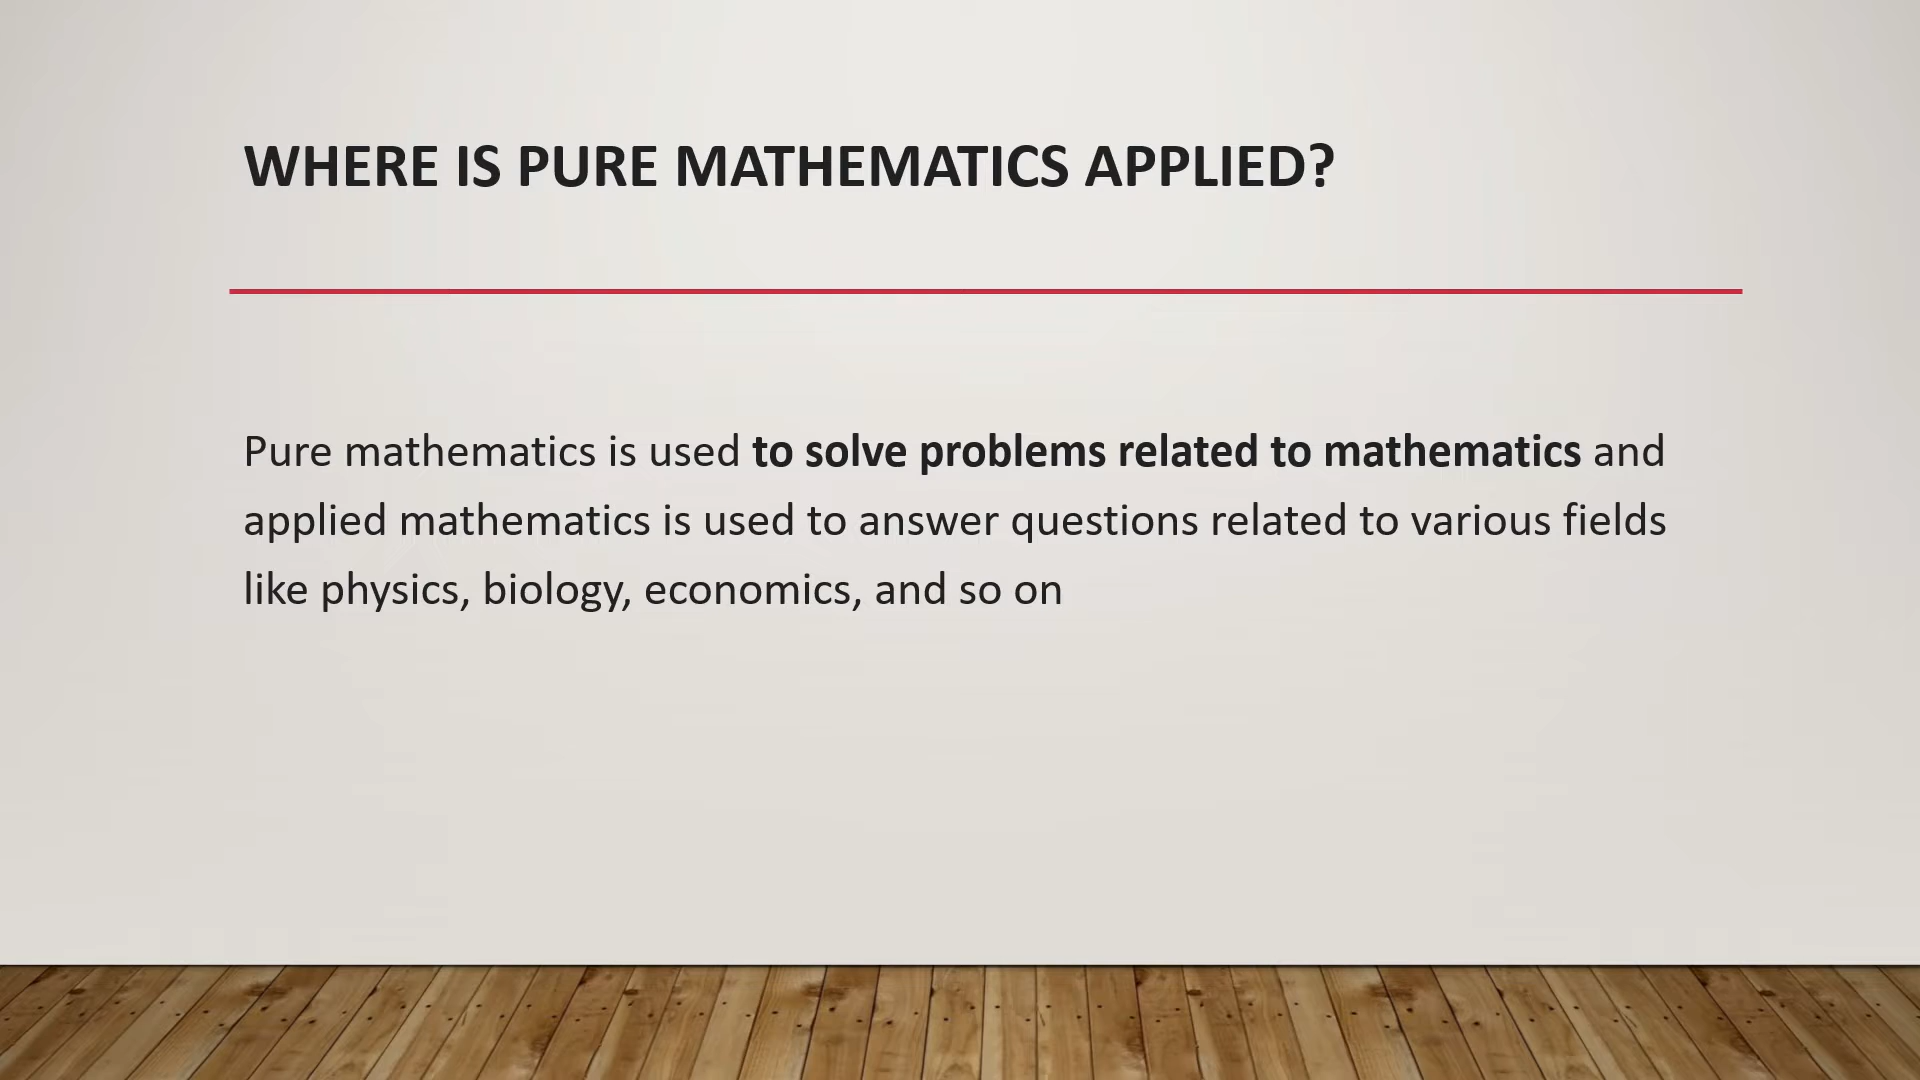 WHERE IS PURE MATHEMATICS APPLIED?
Pure mathematics is used to solve problems related to mathematics and
applied mathematics is used to answer questions related to various fields
like physics, biology, economics, and so on